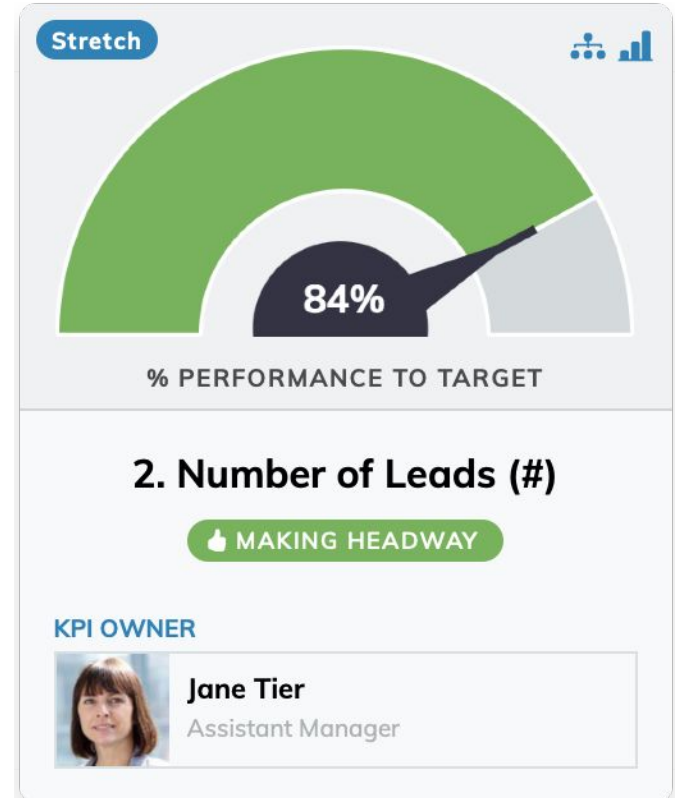 Stretch
84%
% PERFORMANCE TO TARGET
2. Number of Leads (#)
MAKING HEADWAY
KPI OWNER
Jane Tier
Assistant Manager